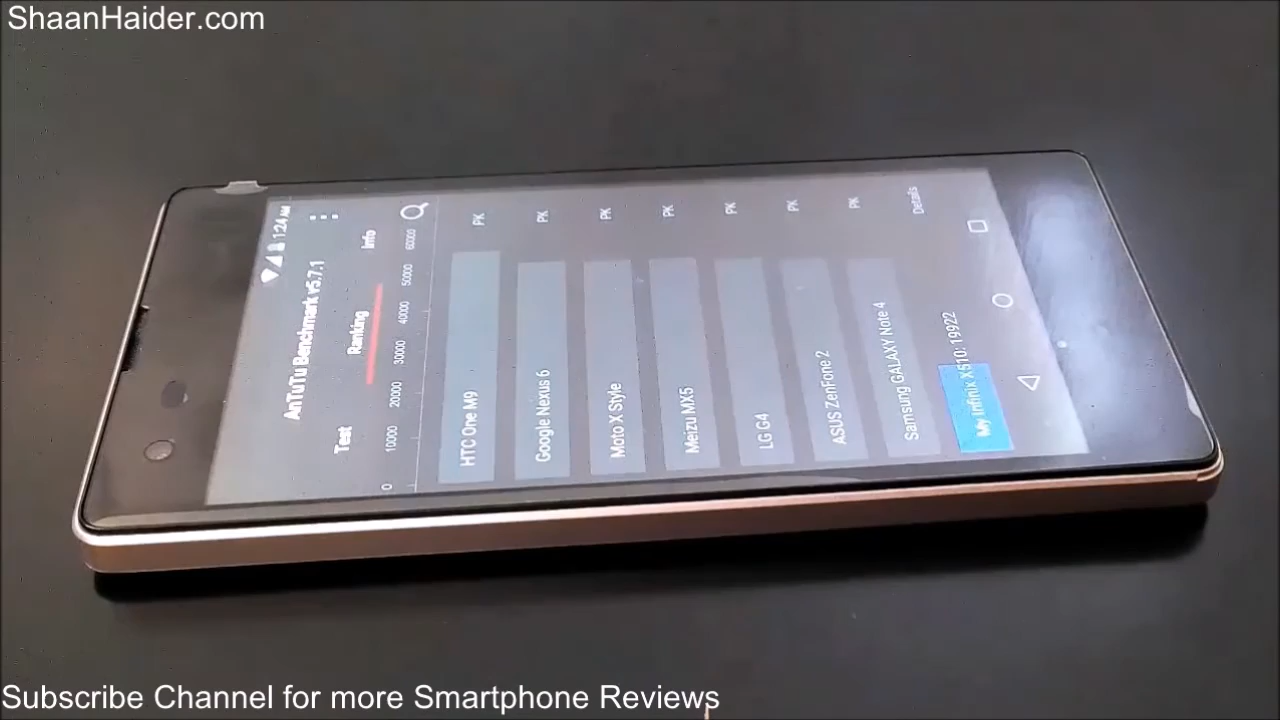 ShaanHaider.com
1:24 AM
AnTuTu Benchmark v5.7.1
Test
Ranking
Info
0
10000
20000
30000
40000
50000
60000
HTC One M9
PK
Google Nexus 6
PK
Moto X Style
PK
Meizu MX5
PK
LG G4
PK
ASUS ZenFone 2
PK
Samsung GALAXY Note 4
PK
My Infinix X510: 19922
Details
Subscribe Channel for more Smartphone Reviews